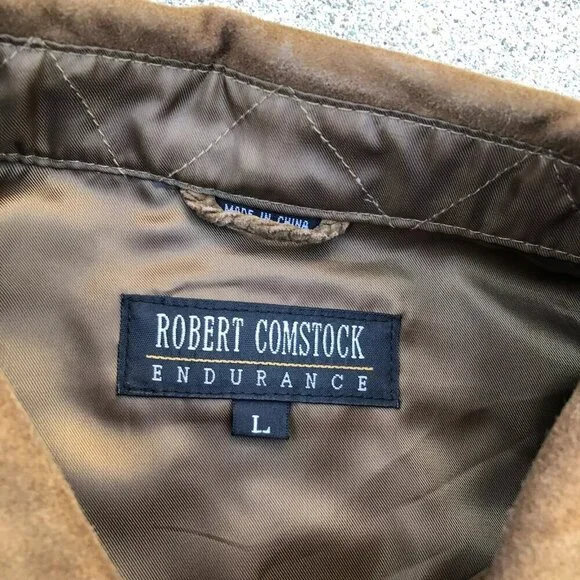 MADE IN CHINA
ROBERT COMSTOCK
ENDURANCE
L